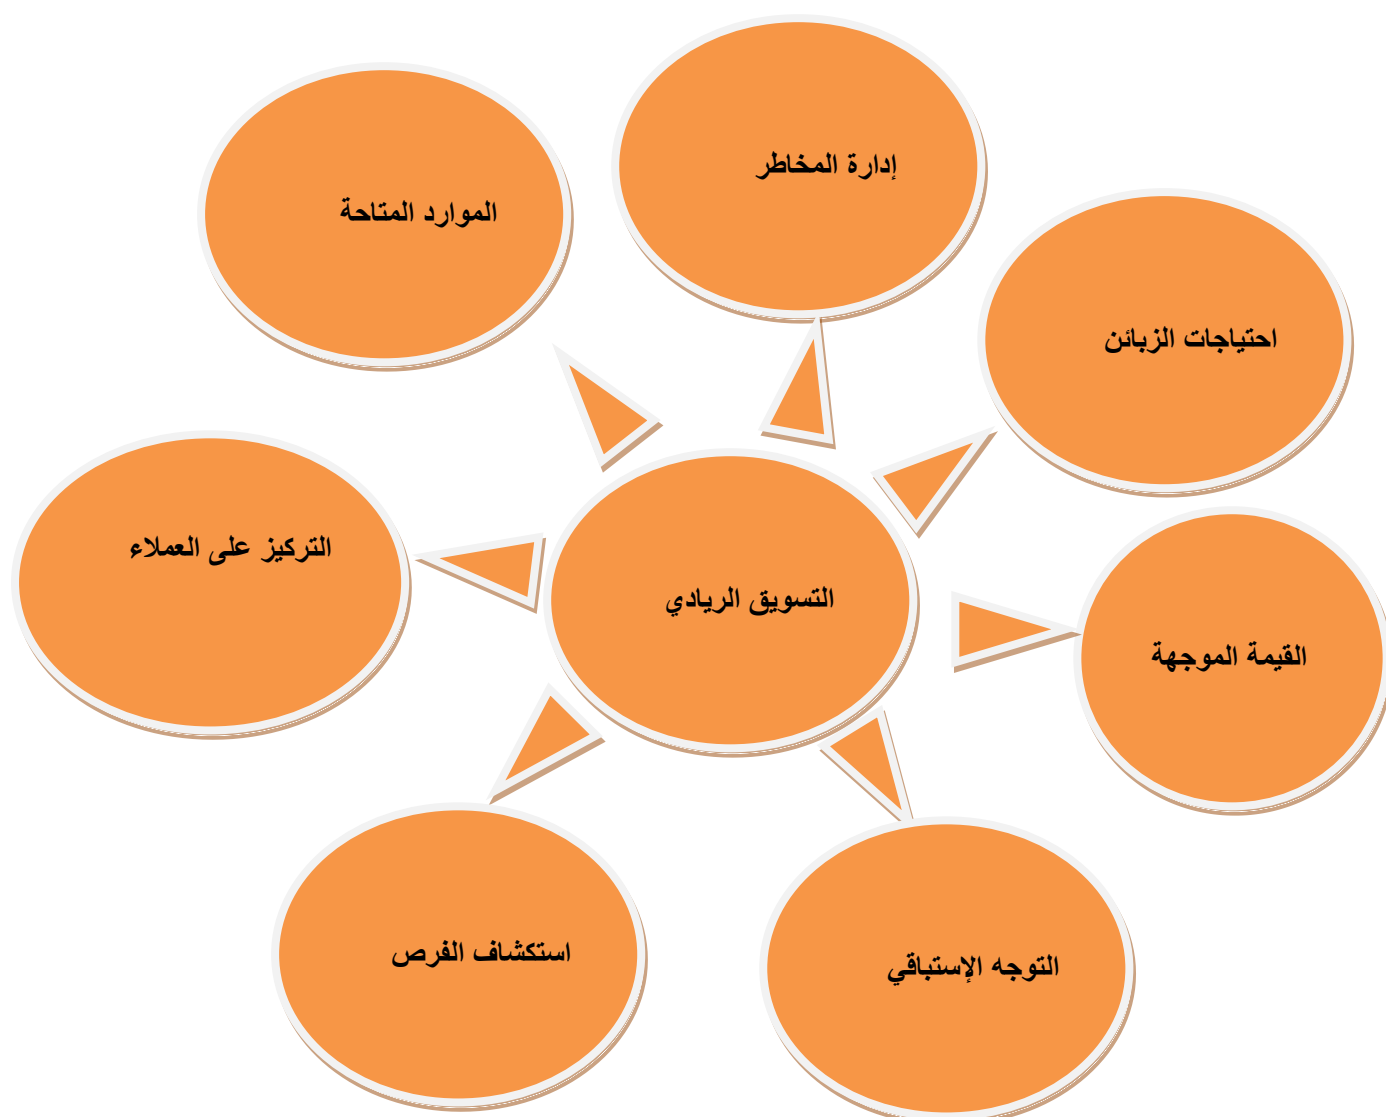 إدارة المخاطر
الموارد المتاحة
احتياجات الزبائن
التركيز على العملاء
التسويق الريادي
القيمة الموجهة
استكشاف الفرص
التوجه الإستباقي